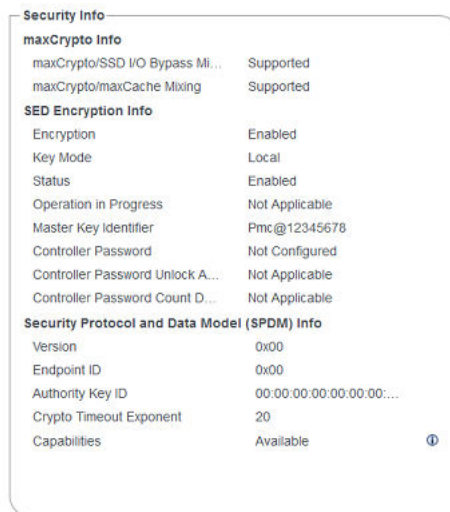 Security Info
maxCrypto Info
maxCrypto/SSD I/O Bypass Mi... Supported
maxCrypto/maxCache Mixing Supported
SED Encryption Info
Encryption Enabled
Key Mode Local
Status Enabled
Operation in Progress Not Applicable
Master Key Identifier Pmc@12345678
Controller Password Not Configured
Controller Password Unlock A... Not Applicable
Controller Password Count D... Not Applicable
Security Protocol and Data Model (SPDM) Info
Version 0x00
Endpoint ID 0x00
Authority Key ID 00:00:00:00:00:00:00:...
Crypto Timeout Exponent 20
Capabilities Available